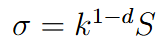 σ = k^{1−d}S